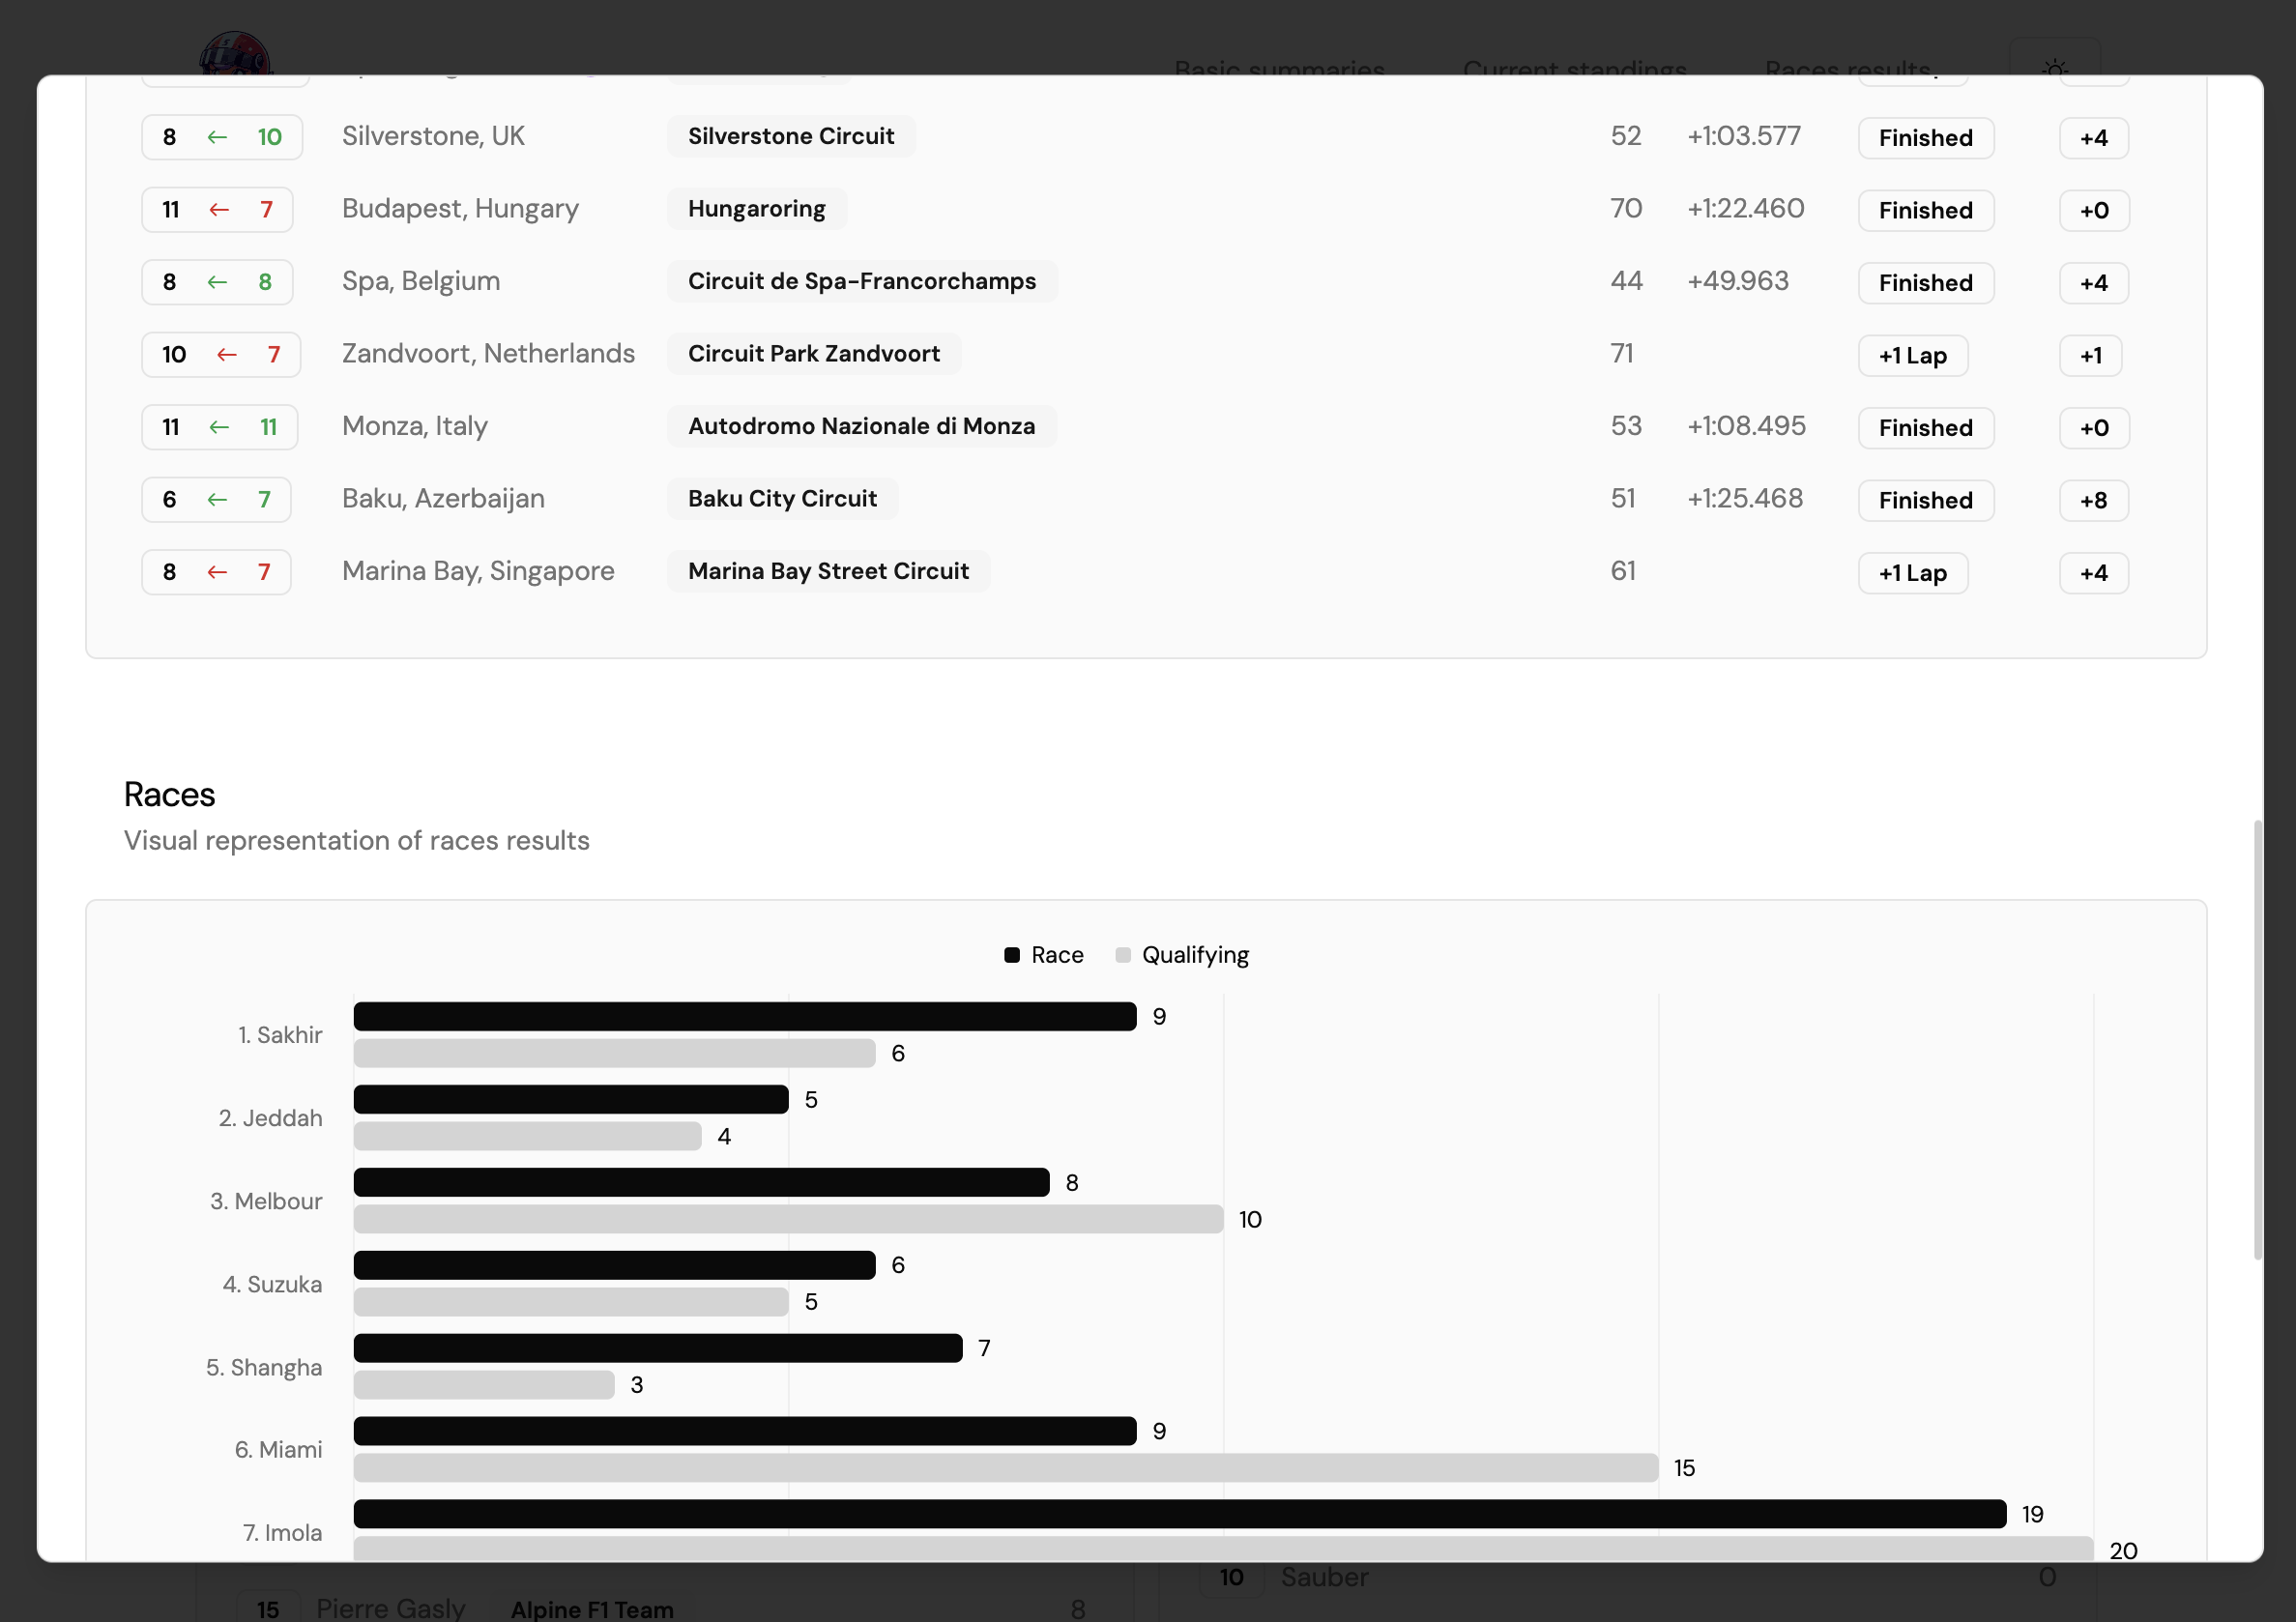 Basic summaries Current standings Races results
8 ← 10 Silverstone, UK Silverstone Circuit 52 +1:03.577 Finished +4
11 ← 7 Budapest, Hungary Hungaroring 70 +1:22.460 Finished +0
8 ← 8 Spa, Belgium Circuit de Spa-Francorchamps 44 +49.963 Finished +4
10 ← 7 Zandvoort, Netherlands Circuit Park Zandvoort 71 +1 Lap +1
11 ← 11 Monza, Italy Autodromo Nazionale di Monza 53 +1:08.495 Finished +0
6 ← 7 Baku, Azerbaijan Baku City Circuit 51 +1:25.468 Finished +8
8 ← 7 Marina Bay, Singapore Marina Bay Street Circuit 61 +1 Lap +4
Races
Visual representation of races results
Race Qualifying
9
1. Sakhir
6
5
2. Jeddah
4
8
3. Melbour
10
6
4. Suzuka
5
7
5. Shangha
3
9
6. Miami
15
19
7. Imola
20
10 Sauber 0
15 Pierre Gasly Alpine F1 Team 8